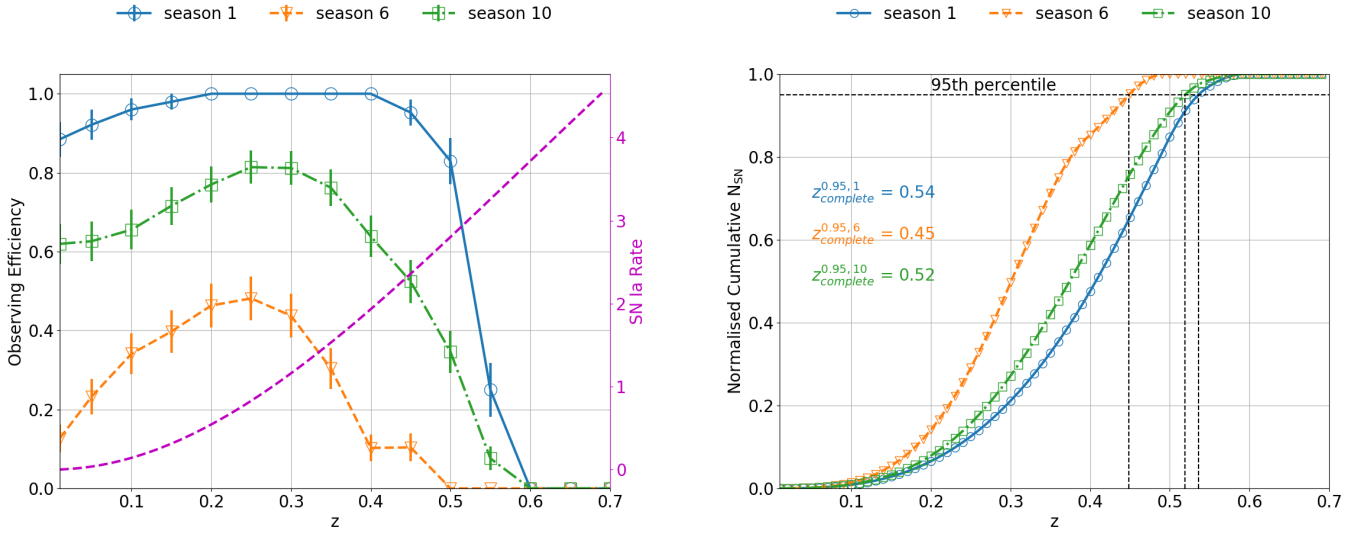 season 1 season 6 season 10
1.0
0.8
0.6
0.4
0.2
0.0
Observing Efficiency
0.1 0.2 0.3 0.4 0.5 0.6 0.7
z
4
3
2
1
0
SN Ia Rate
season 1 season 6 season 10
1.0
0.8
0.6
0.4
0.2
0.0
Normalised Cumulative N_SN
95th percentile
z^{0.95,1}_{complete} = 0.54
z^{0.95,6}_{complete} = 0.45
z^{0.95,10}_{complete} = 0.52
0.1 0.2 0.3 0.4 0.5 0.6 0.7
z